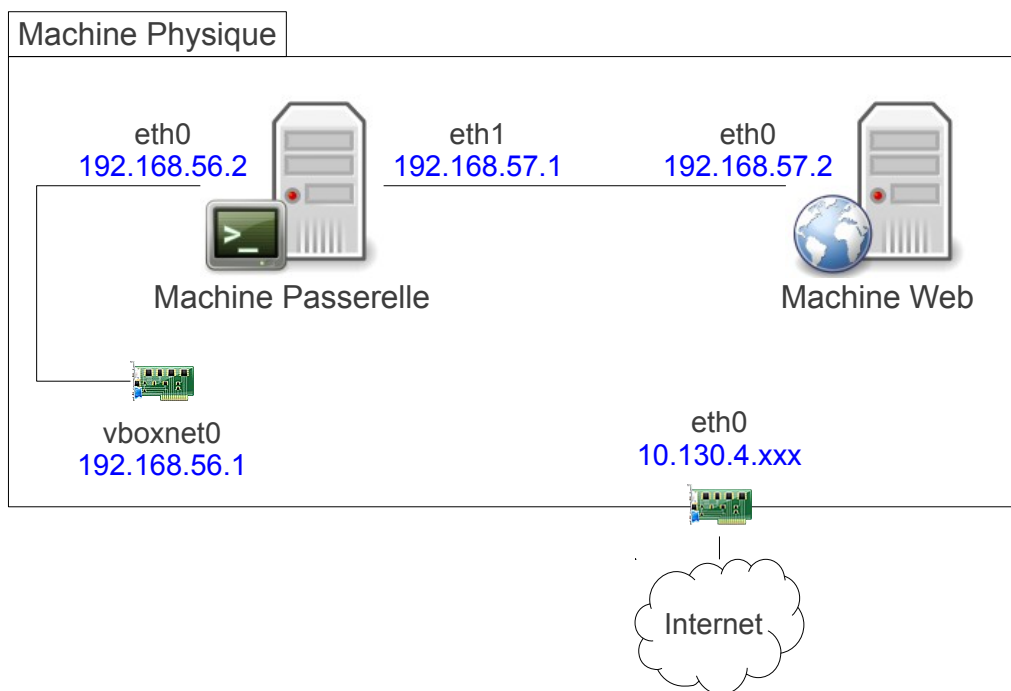 Machine Physique
eth0
192.168.56.2
eth1
192.168.57.1
eth0
192.168.57.2
>_
Machine Passerelle
Machine Web
vboxnet0
192.168.56.1
eth0
10.130.4.xxx
Internet